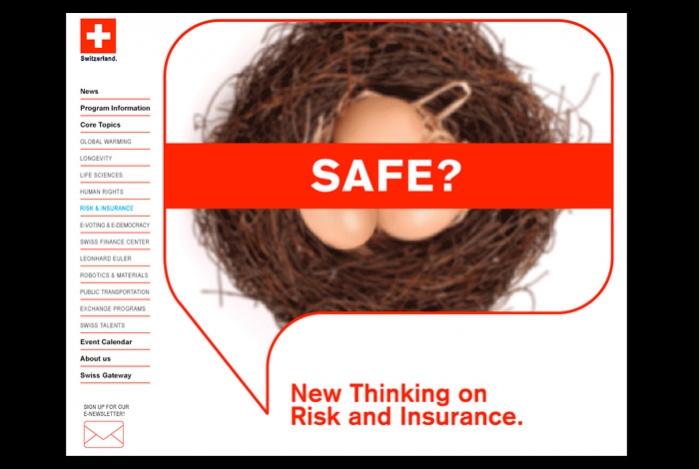 Switzerland.
News
Program Information
Core Topics
GLOBAL WARMING
LONGEVITY
LIFE SCIENCES
HUMAN RIGHTS
RISK & INSURANCE
E-VOTING & E-DEMOCRACY
SWISS FINANCE CENTER
LEONHARD EULER
ROBOTICS & MATERIALS
PUBLIC TRANSPORTATION
EXCHANGE PROGRAMS
SWISS TALENTS
Event Calendar
About us
Swiss Gateway
SIGN UP FOR OUR
E-NEWSLETTER!
SAFE?
New Thinking on
Risk and Insurance.